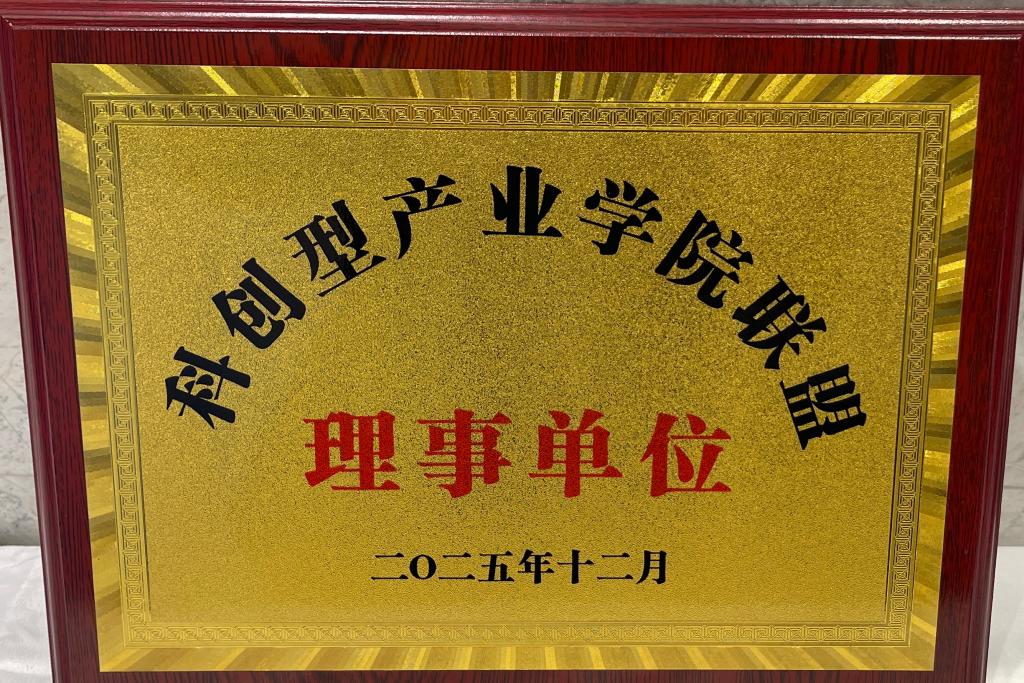 科创型产业学院联盟
理事单位
二〇二五年十二月